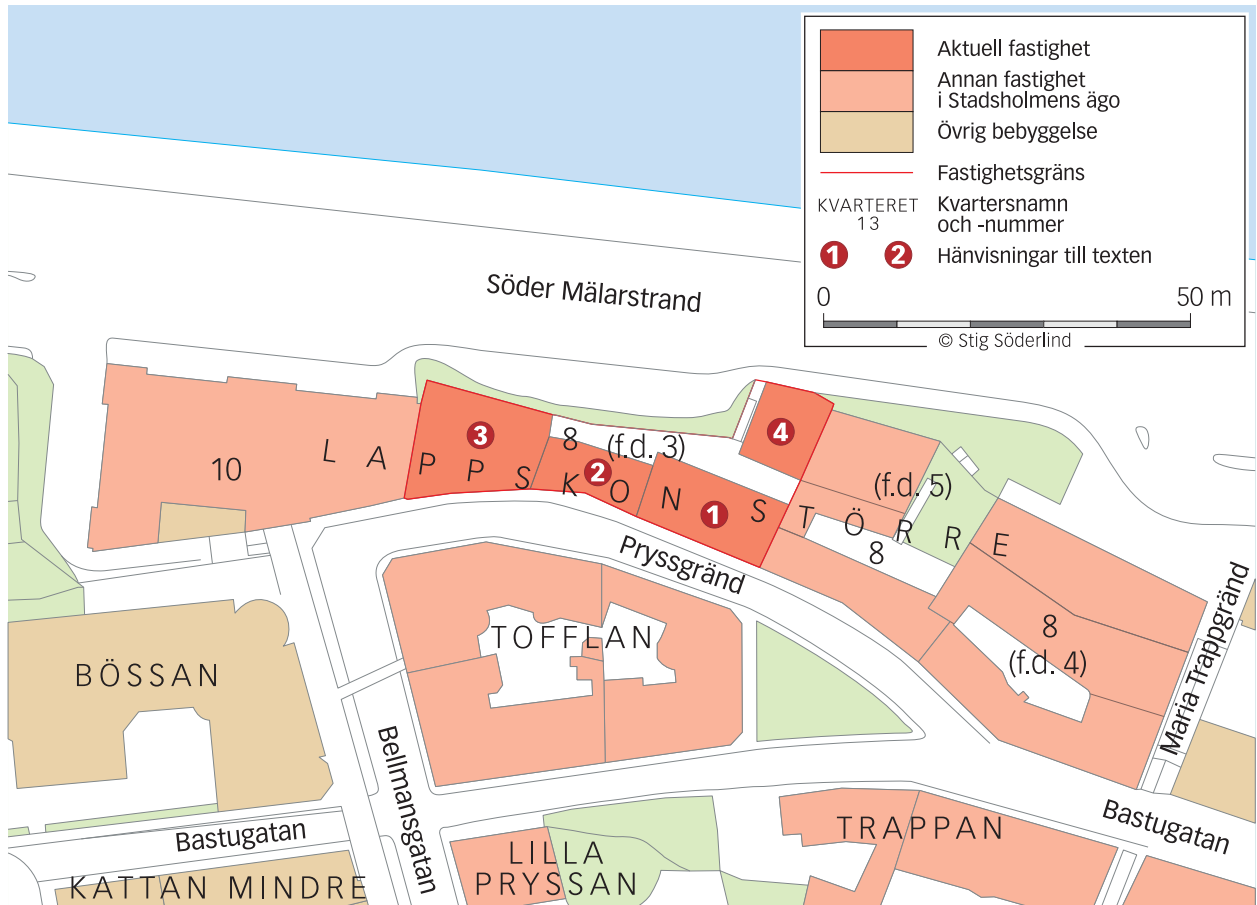 Aktuell fastighet
Annan fastighet
i Stadsholmens ägo
Övrig bebyggelse
Fastighetsgräns
KVARTERET
13
Kvartersnamn
och -nummer
1 2 Hänvisningar till texten
0 50 m
© Stig Söderlind
Söder Mälarstrand
LAPPSKON STÖRRE
10
3
8
(f.d. 3)
2
1
4
(f.d. 5)
8
8
(f.d. 4)
Pryssgränd
Maria Trappgränd
TOFFLAN
BÖSSAN
Bellmansgatan
Bastugatan
Bastugatan
TRAPPAN
LILLA
PRYSSAN
KATTAN MINDRE